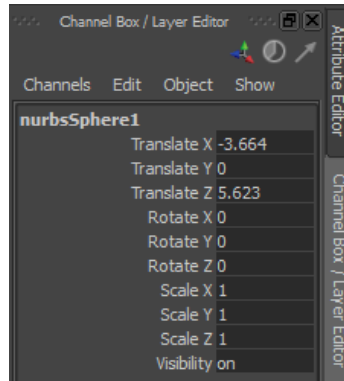 Channel Box / Layer Editor
Channels Edit Object Show
nurbsSphere1
Translate X -3.664
Translate Y 0
Translate Z 5.623
Rotate X 0
Rotate Y 0
Rotate Z 0
Scale X 1
Scale Y 1
Scale Z 1
Visibility on
Attribute Editor
Channel Box / Layer Editor